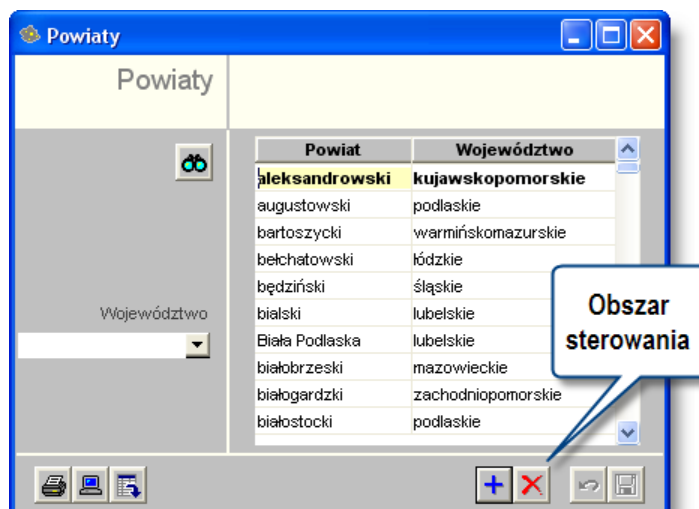 Powiaty
Powiaty
Powiat Województwo
aleksandrowski kujawskopomorskie
augustowski podlaskie
bartoszycki warmińskomazurskie
bełchatowski łódzkie
będziński śląskie
bialski lubelskie
Biała Podlaska lubelskie
białobrzeski mazowieckie
białogardzki zachodniopomorskie
białostocki podlaskie
Województwo
Obszar
sterowania